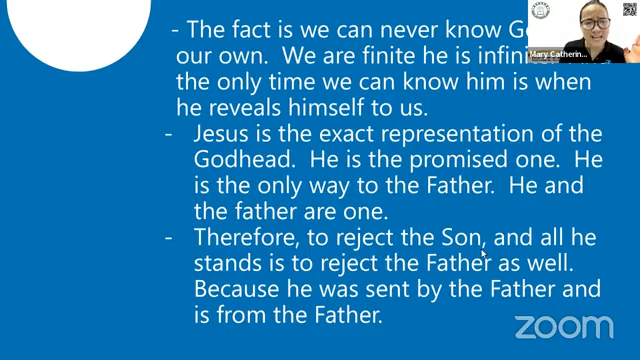 - The fact is we can never know G
our own. We are finite he is infini
the only time we can know him is when
he reveals himself to us.
- Jesus is the exact representation of the
Godhead. He is the promised one. He
is the only way to the Father. He and
the father are one.
- Therefore, to reject the Son, and all he
stands is to reject the Father as well.
Because he was sent by the Father and
is from the Father.
Mary Catherin...
zoom